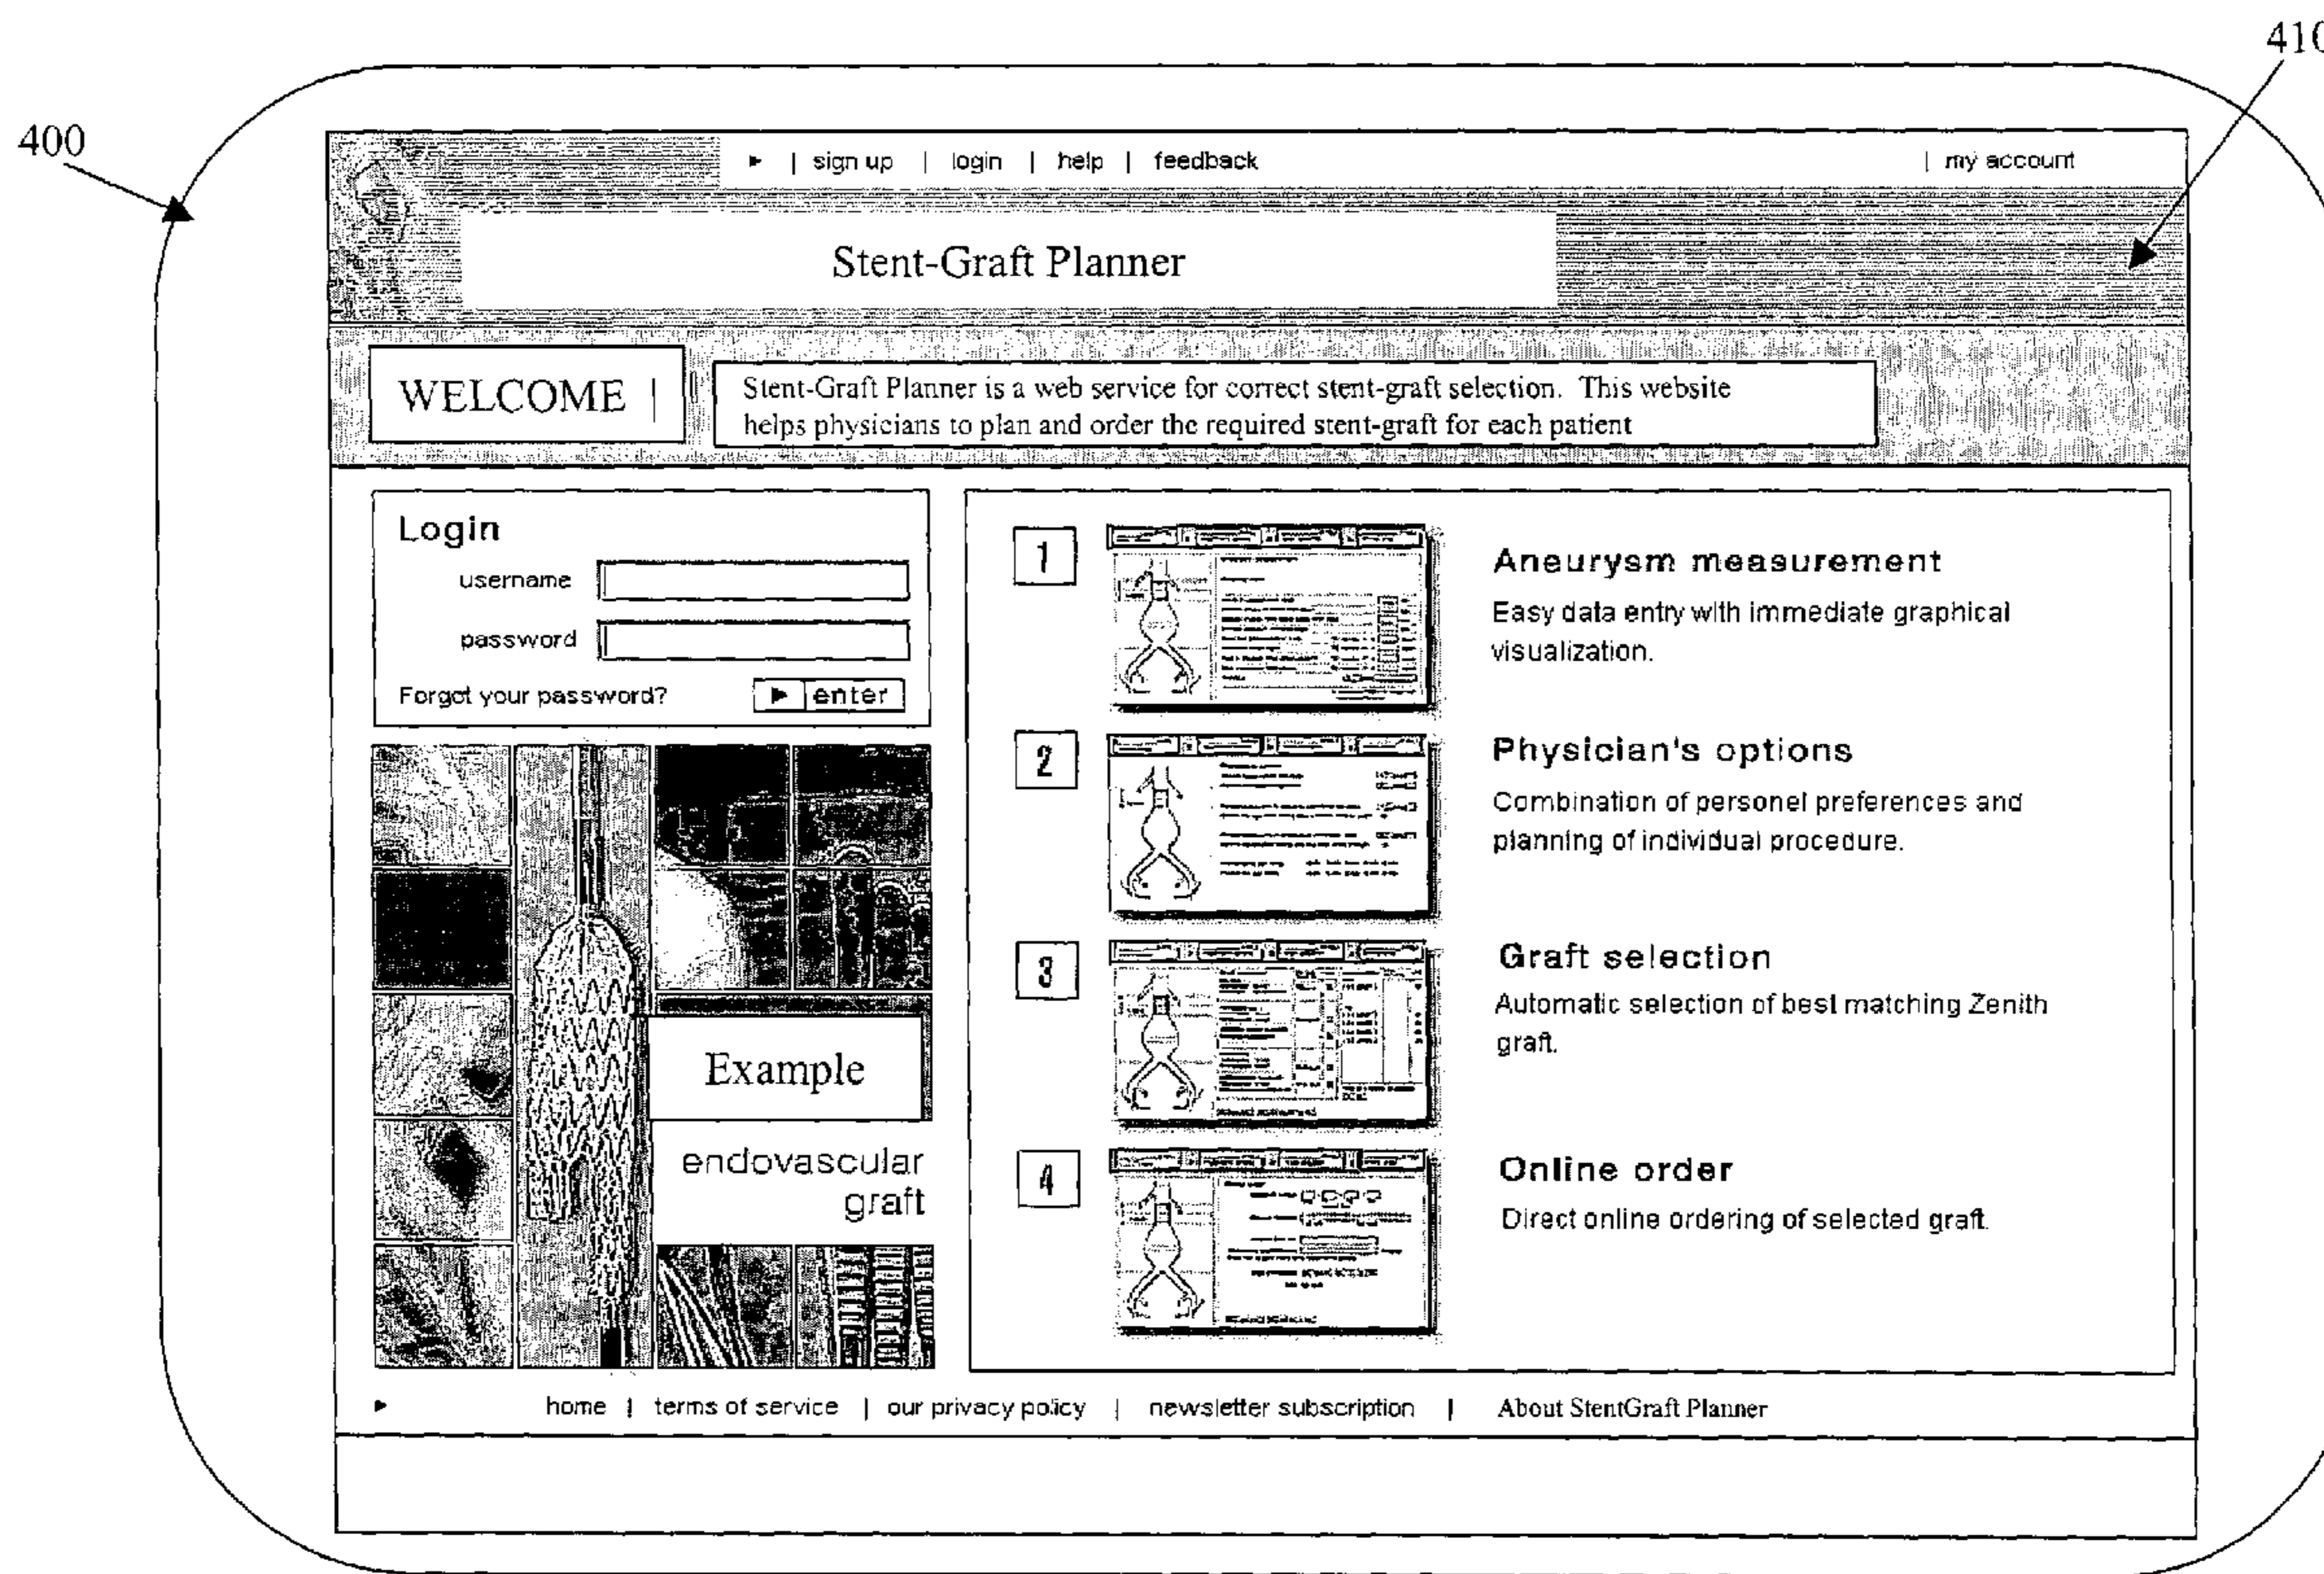 410
400
| sign up | login | help | feedback | my account
Stent-Graft Planner
WELCOME |
Stent-Graft Planner is a web service for correct stent-graft selection. This website
helps physicians to plan and order the required stent-graft for each patient
Login
username
password
Forgot your password?
enter
Example
endovascular
graft
1
Aneurysm measurement
Easy data entry with immediate graphical
visualization.
2
Physician's options
Combination of personel preferences and
planning of individual procedure.
3
Graft selection
Automatic selection of best matching Zenith
graft.
4
Online order
Direct online ordering of selected graft.
home | terms of service | our privacy policy | newsletter subscription | About StentGraft Planner